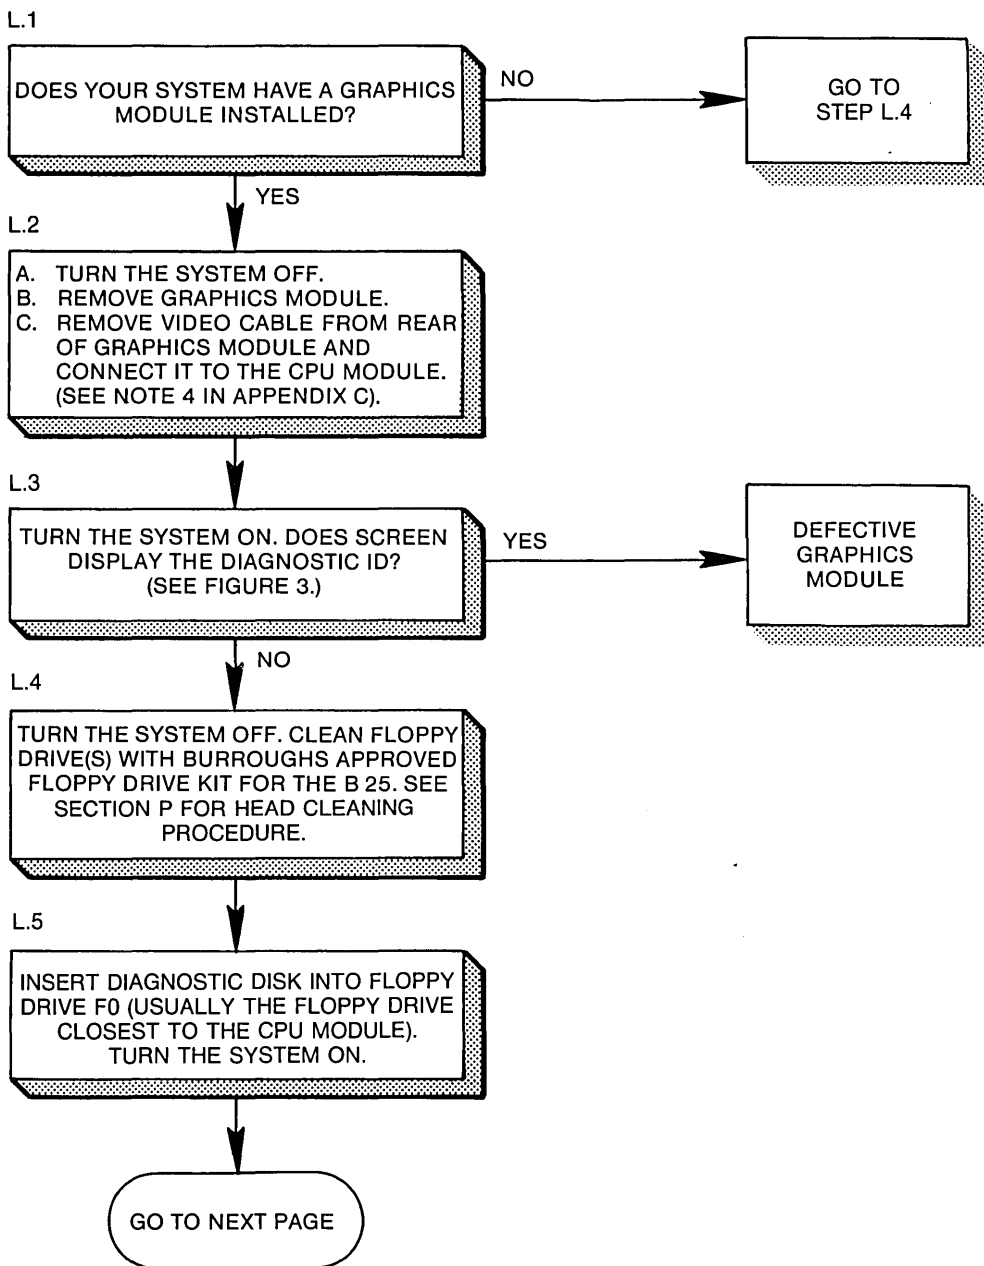 L.1
DOES YOUR SYSTEM HAVE A GRAPHICS
MODULE INSTALLED?
NO
GO TO
STEP L.4
YES
L.2
A. TURN THE SYSTEM OFF.
B. REMOVE GRAPHICS MODULE.
C. REMOVE VIDEO CABLE FROM REAR
OF GRAPHICS MODULE AND
CONNECT IT TO THE CPU MODULE.
(SEE NOTE 4 IN APPENDIX C).
L.3
TURN THE SYSTEM ON. DOES SCREEN
DISPLAY THE DIAGNOSTIC ID?
(SEE FIGURE 3.)
YES
DEFECTIVE
GRAPHICS
MODULE
NO
L.4
TURN THE SYSTEM OFF. CLEAN FLOPPY
DRIVE(S) WITH BURROUGHS APPROVED
FLOPPY DRIVE KIT FOR THE B 25. SEE
SECTION P FOR HEAD CLEANING
PROCEDURE.
L.5
INSERT DIAGNOSTIC DISK INTO FLOPPY
DRIVE F0 (USUALLY THE FLOPPY DRIVE
CLOSEST TO THE CPU MODULE).
TURN THE SYSTEM ON.
GO TO NEXT PAGE